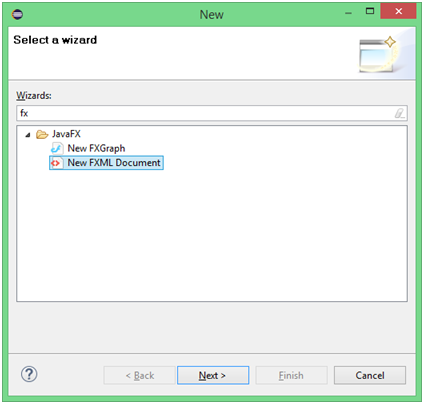 New
Select a wizard
Wizards:
fx
JavaFX
New FXGraph
New FXML Document
?
< Back
Next >
Finish
Cancel